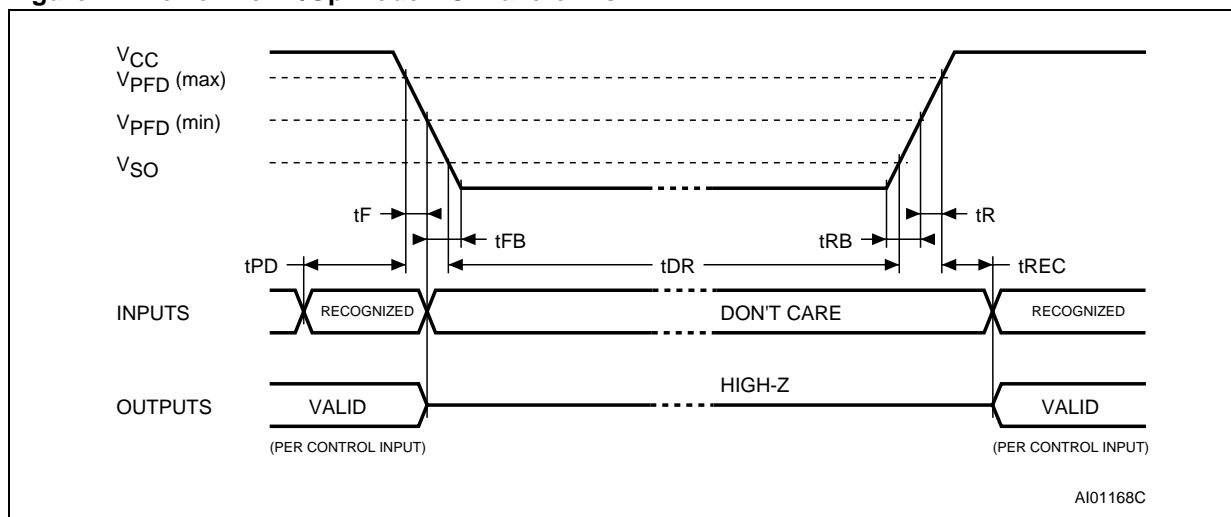 VCC
VPFD (max)
VPFD (min)
VSO
tF
tFB
tR
tRB
tPD
tDR
tREC
INPUTS
RECOGNIZED
DON'T CARE
RECOGNIZED
HIGH-Z
OUTPUTS
VALID
VALID
(PER CONTROL INPUT)
(PER CONTROL INPUT)
AI01168C